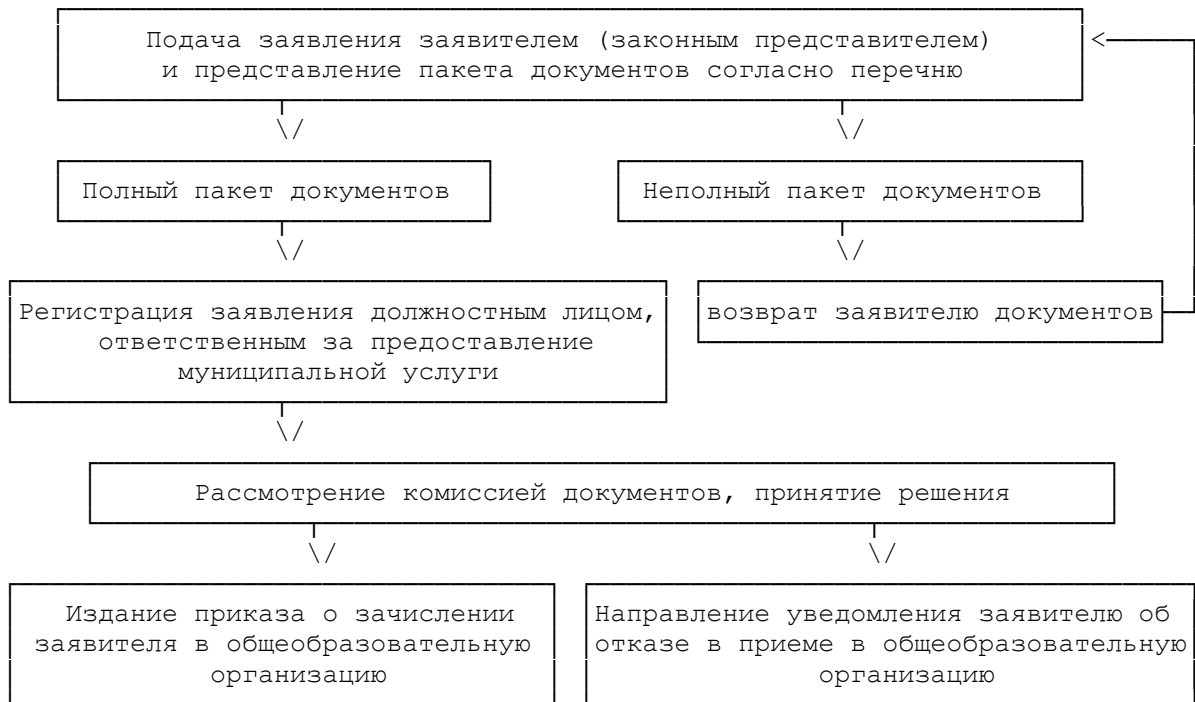 Подача заявления заявителем (законным представителем)
и представление пакета документов согласно перечню
Полный пакет документов
Неполный пакет документов
Регистрация заявления должностным лицом,
ответственным за предоставление
муниципальной услуги
возврат заявителю документов
Рассмотрение комиссией документов, принятие решения
Издание приказа о зачислении
заявителя в общеобразовательную
организацию
Направление уведомления заявителю об
отказе в приеме в общеобразовательную
организацию